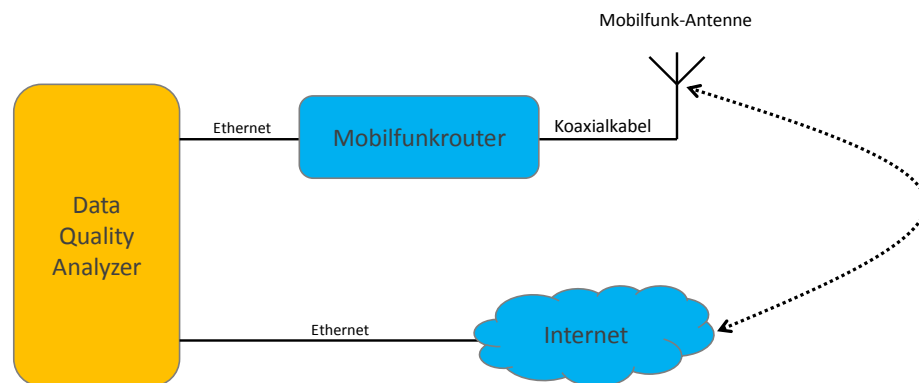 Mobilfunk-Antenne
Ethernet
Mobilfunkrouter
Koaxialkabel
Data
Quality
Analyzer
Ethernet
Internet